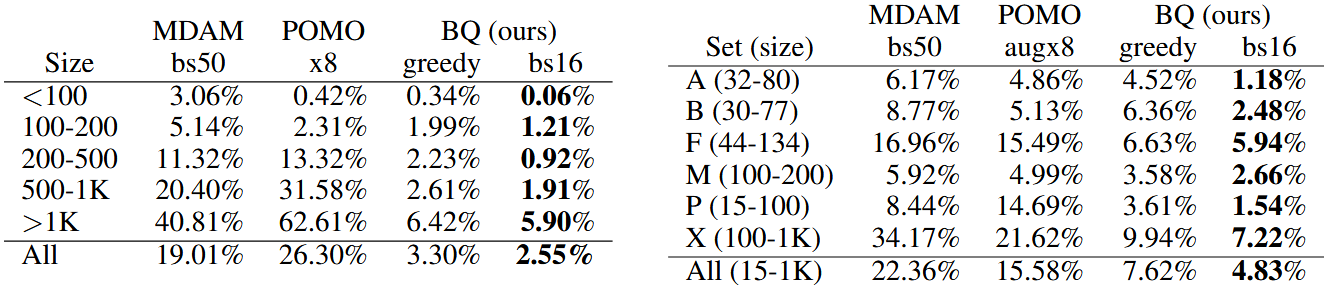 MDAM POMO BQ (ours)
Size bs50 x8 greedy bs16
<100 3.06% 0.42% 0.34% 0.06%
100-200 5.14% 2.31% 1.99% 1.21%
200-500 11.32% 13.32% 2.23% 0.92%
500-1K 20.40% 31.58% 2.61% 1.91%
>1K 40.81% 62.61% 6.42% 5.90%
All 19.01% 26.30% 3.30% 2.55%
MDAM POMO BQ (ours)
Set (size) bs50 augx8 greedy bs16
A (32-80) 6.17% 4.86% 4.52% 1.18%
B (30-77) 8.77% 5.13% 6.36% 2.48%
F (44-134) 16.96% 15.49% 6.63% 5.94%
M (100-200) 5.92% 4.99% 3.58% 2.66%
P (15-100) 8.44% 14.69% 3.61% 1.54%
X (100-1K) 34.17% 21.62% 9.94% 7.22%
All (15-1K) 22.36% 15.58% 7.62% 4.83%